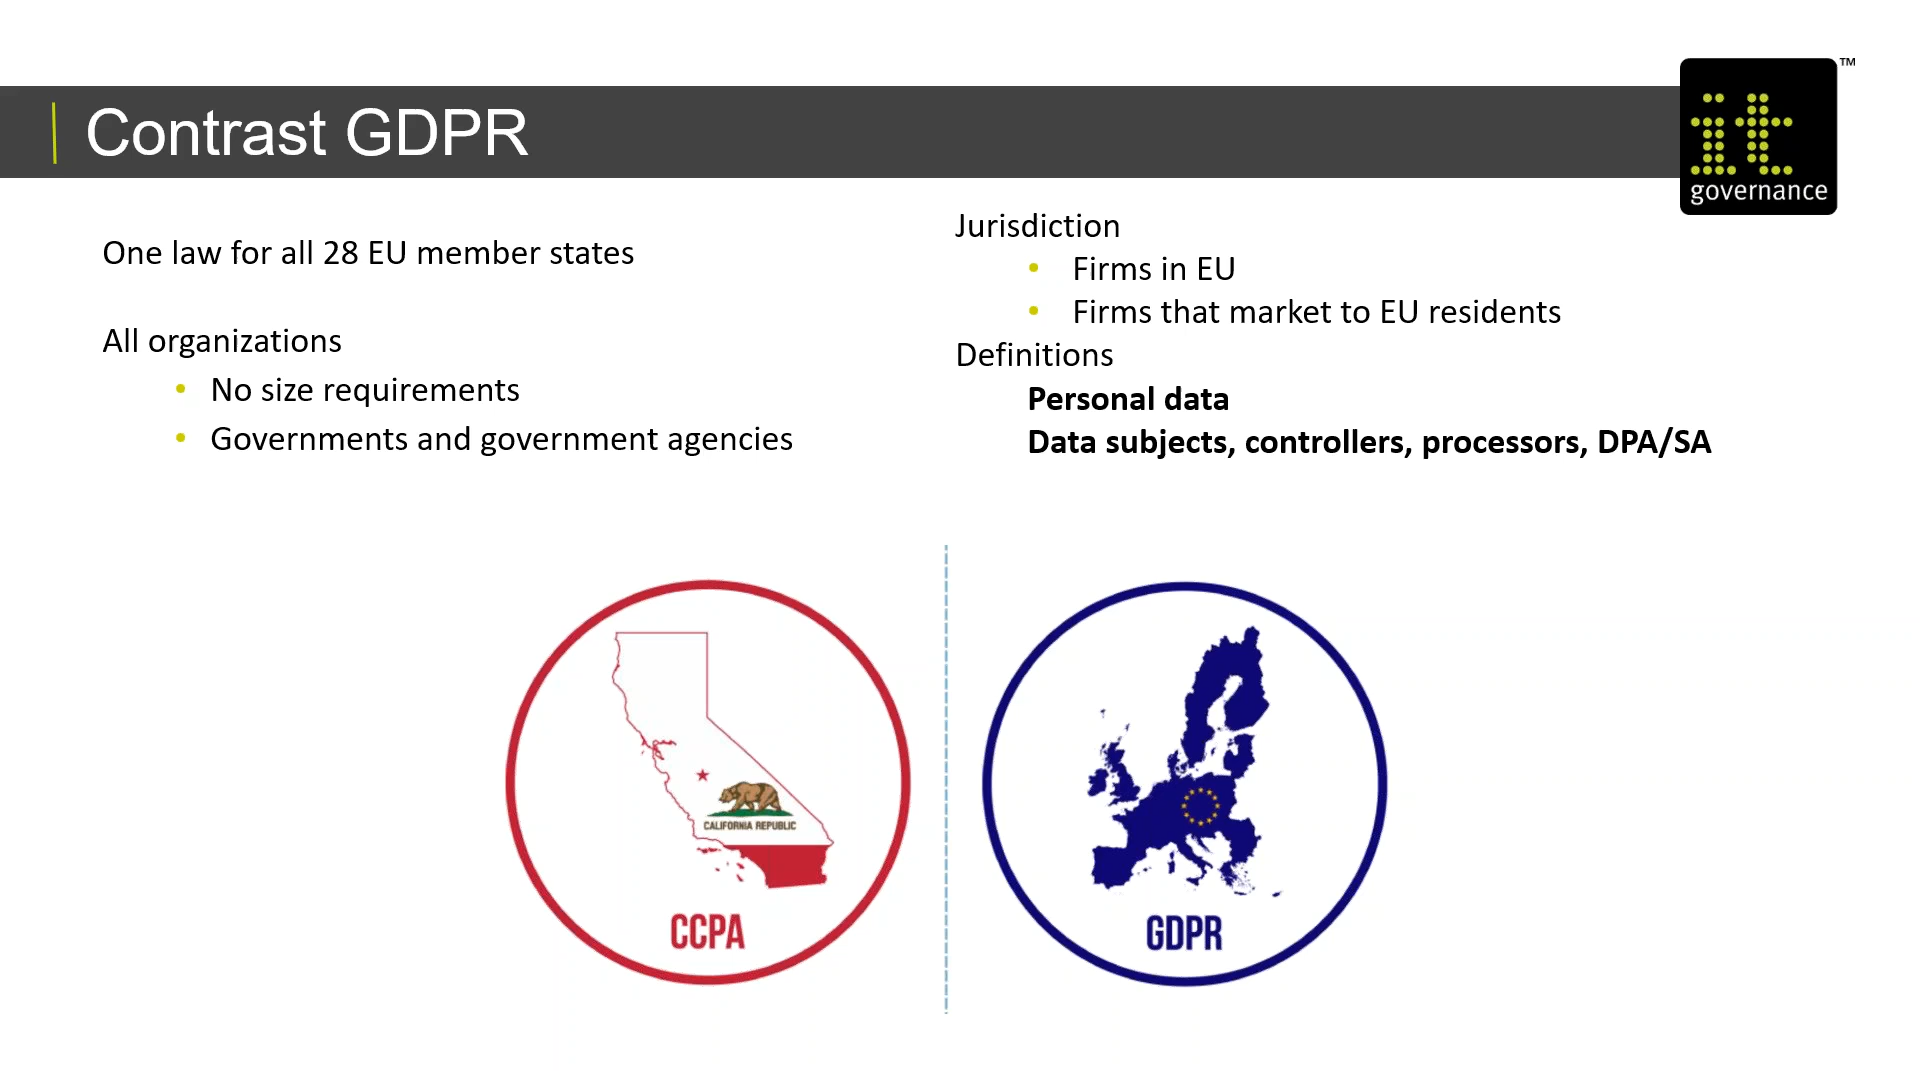 Contrast GDPR
TM
it
governance
One law for all 28 EU member states
All organizations
• No size requirements
• Governments and government agencies
Jurisdiction
• Firms in EU
• Firms that market to EU residents
Definitions
Personal data
Data subjects, controllers, processors, DPA/SA
CALIFORNIA REPUBLIC
CCPA
GDPR